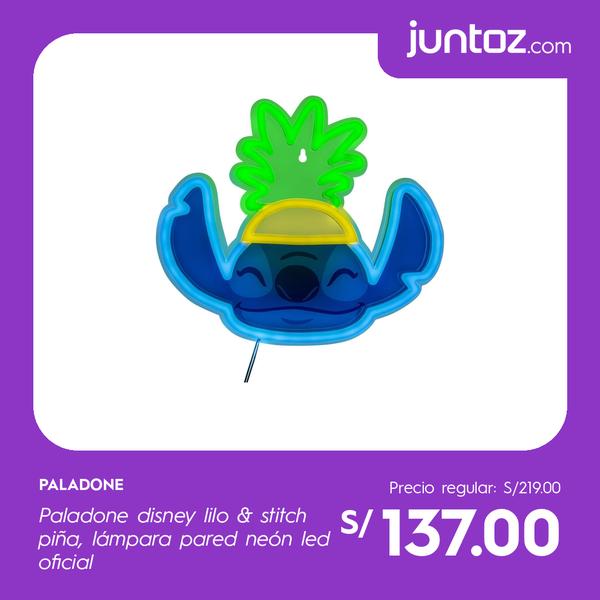 juntoz.com
PALADONE
Paladone disney lilo & stitch
piña, lámpara pared neón led
oficial
Precio regular: S/219.00
S/137.00